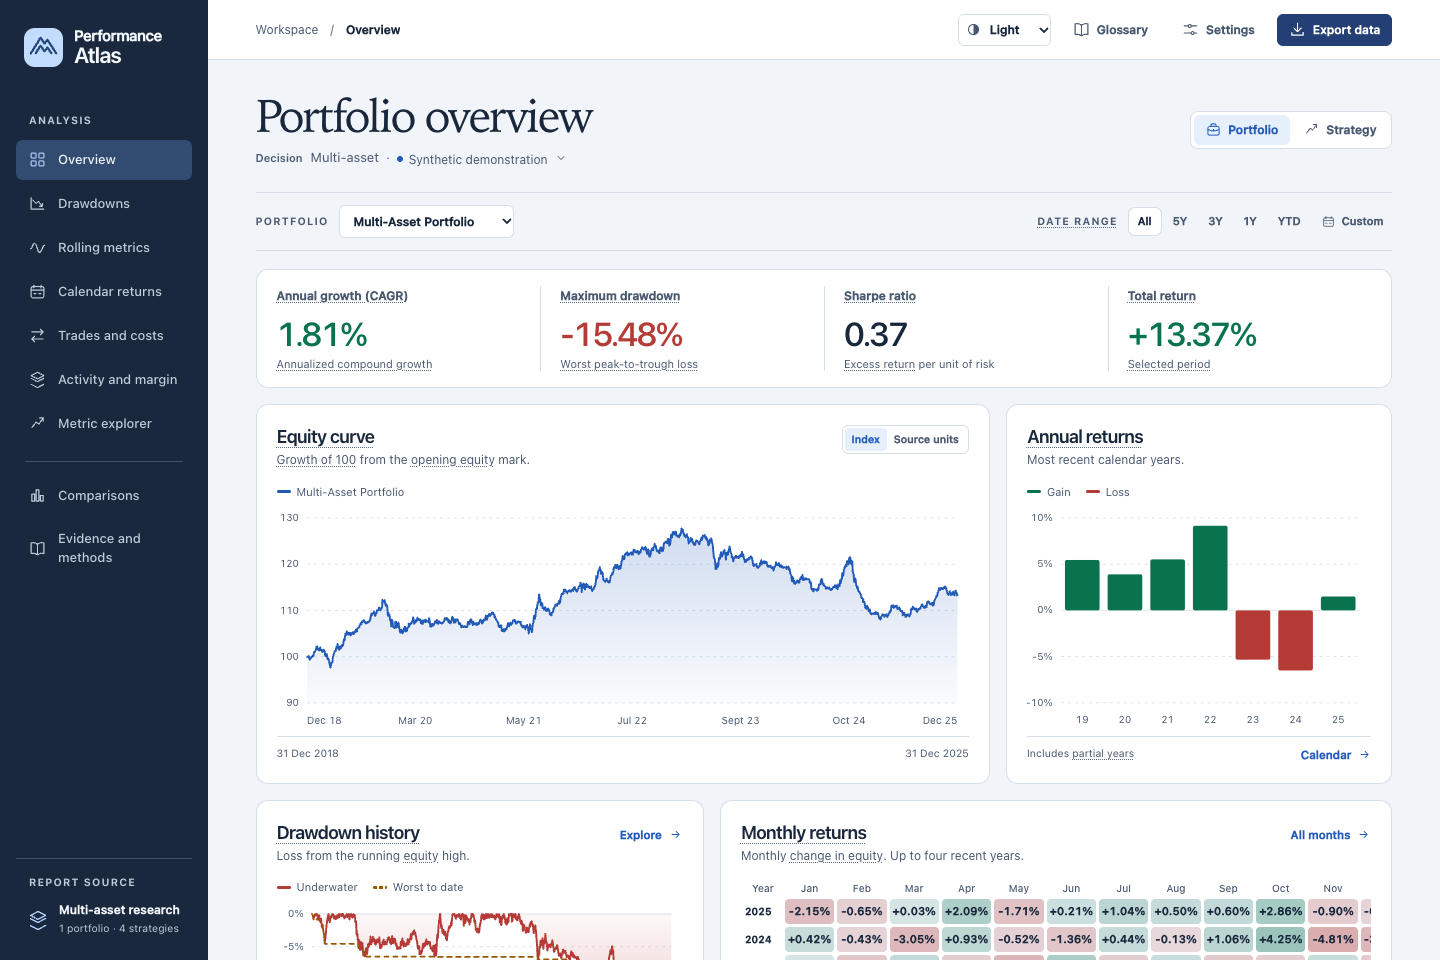 Performance
Atlas
ANALYSIS
Overview
Drawdowns
Rolling metrics
Calendar returns
Trades and costs
Activity and margin
Metric explorer
Comparisons
Evidence and
methods
REPORT SOURCE
Multi-asset research
1 portfolio · 4 strategies
Workspace / Overview
Light
Glossary
Settings
Export data
Portfolio overview
Decision Multi-asset · Synthetic demonstration
Portfolio
Strategy
PORTFOLIO Multi-Asset Portfolio
DATE RANGE All 5Y 3Y 1Y YTD Custom
Annual growth (CAGR)
1.81%
Annualized compound growth
Maximum drawdown
-15.48%
Worst peak-to-trough loss
Sharpe ratio
0.37
Excess return per unit of risk
Total return
+13.37%
Selected period
Equity curve
Growth of 100 from the opening equity mark.
Index Source units
Multi-Asset Portfolio
130
120
110
100
90
Dec 18 Mar 20 May 21 Jul 22 Sept 23 Oct 24 Dec 25
31 Dec 2018 31 Dec 2025
Annual returns
Most recent calendar years.
Gain Loss
10%
5%
0%
-5%
-10%
19 20 21 22 23 24 25
Includes partial years
Calendar
Drawdown history
Explore
Loss from the running equity high.
Underwater Worst to date
0%
-5%
Monthly returns
All months
Monthly change in equity. Up to four recent years.
Year Jan Feb Mar Apr May Jun Jul Aug Sep Oct Nov
2025 -2.15% -0.65% +0.03% +2.09% -1.71% +0.21% +1.04% +0.50% +0.60% +2.86% -0.90%
2024 +0.42% -0.43% -3.05% +0.93% -0.52% -1.36% +0.44% -0.13% +1.06% +4.25% -4.81%